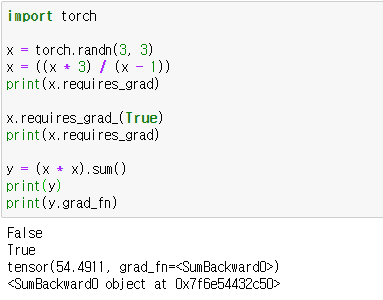 import torch
x = torch.randn(3, 3)
x = ((x * 3) / (x - 1))
print(x.requires_grad)
x.requires_grad_(True)
print(x.requires_grad)
y = (x * x).sum()
print(y)
print(y.grad_fn)
False
True
tensor(54.4911, grad_fn=<SumBackward0>)
<SumBackward0 object at 0x7f6e54432c50>